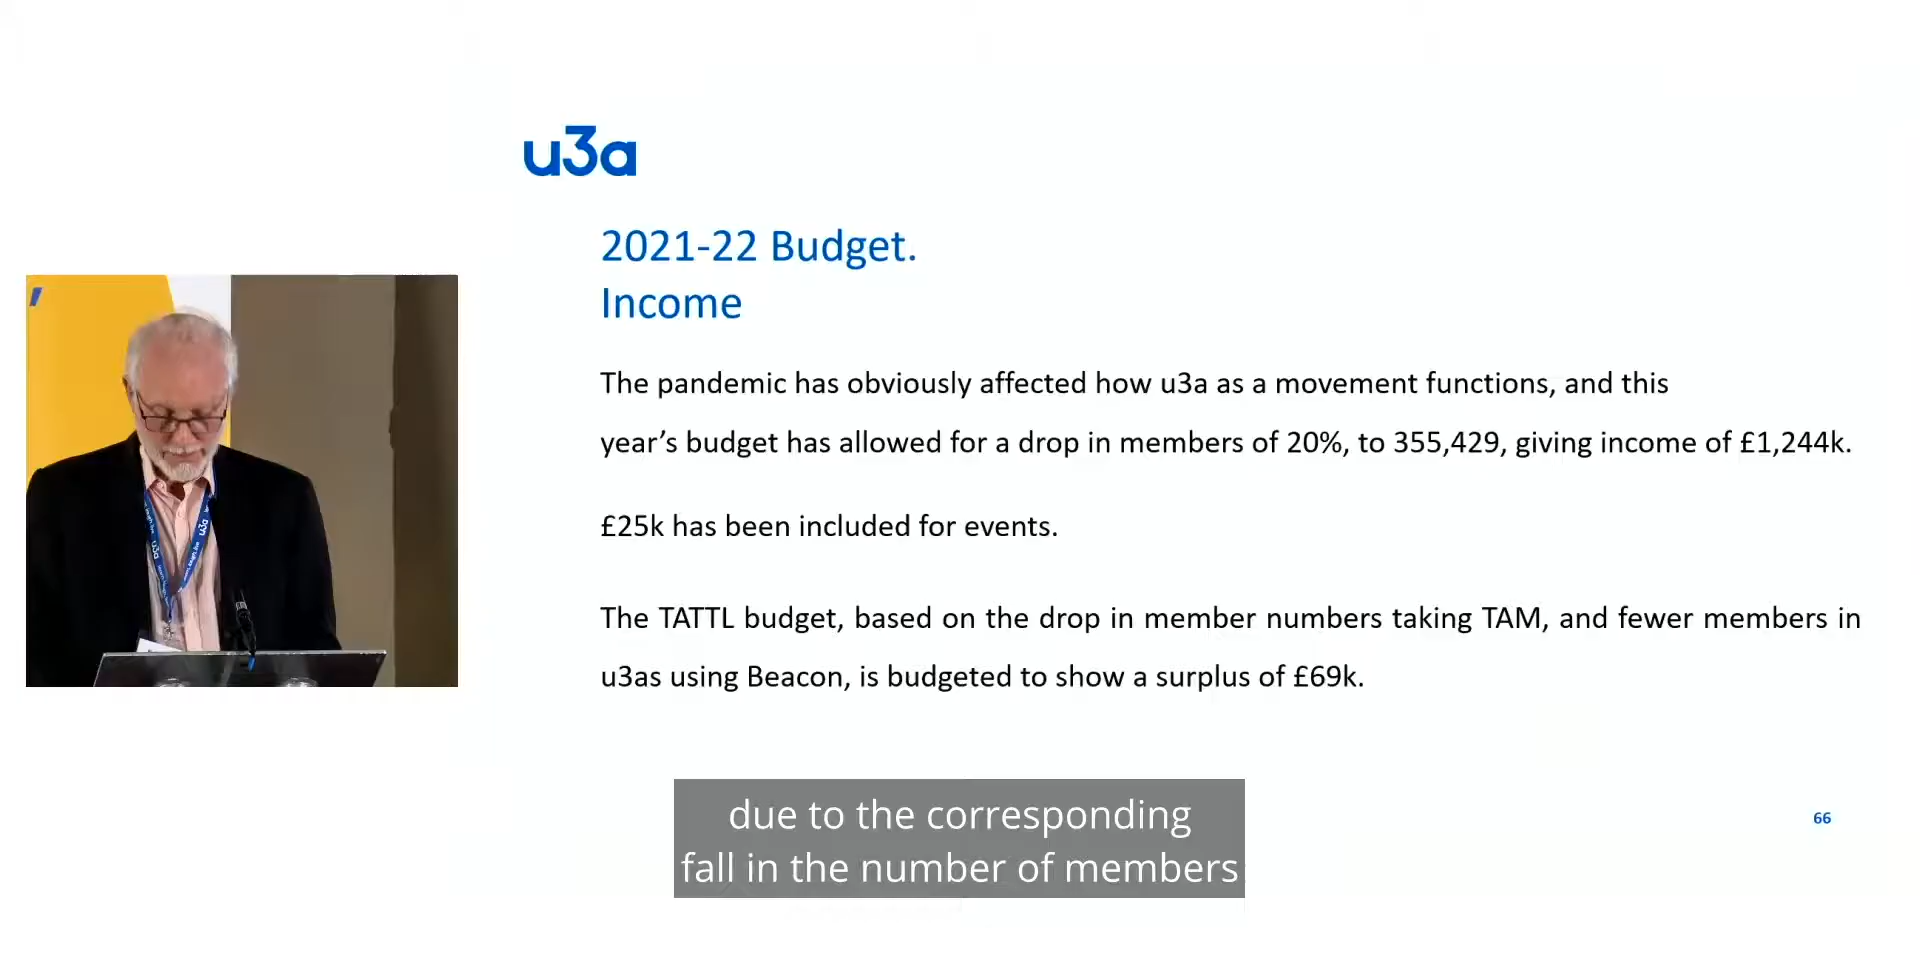 u3a
2021-22 Budget.
Income
The pandemic has obviously affected how u3a as a movement functions, and this
year’s budget has allowed for a drop in members of 20%, to 355,429, giving income of £1,244k.
£25k has been included for events.
The TATTL budget, based on the drop in member numbers taking TAM, and fewer members in
u3as using Beacon, is budgeted to show a surplus of £69k.
u3a
u3a
due to the corresponding
fall in the number of members
66